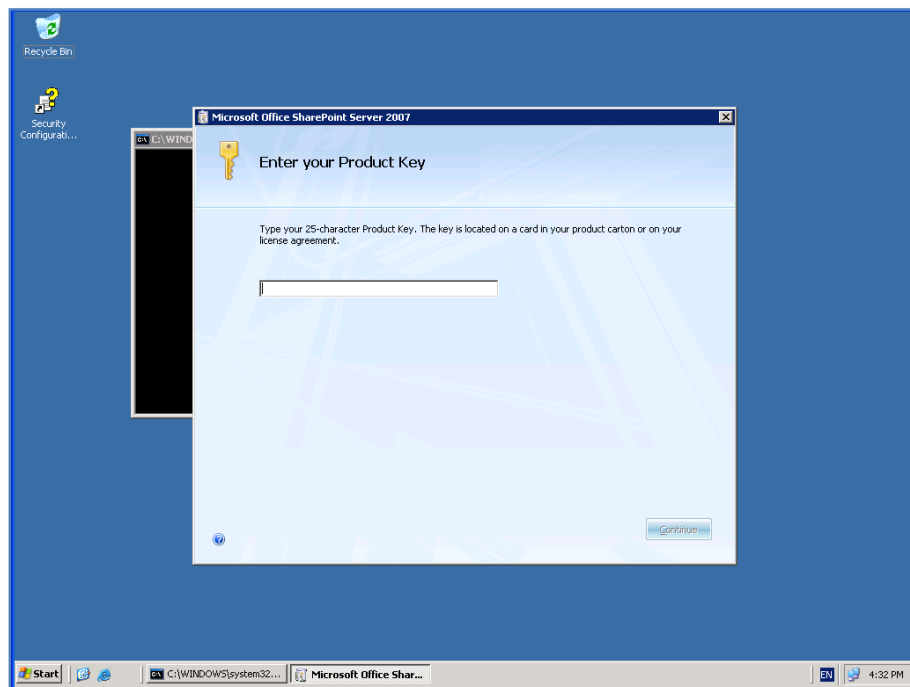 Recycle Bin
Security
Configurati...
C:\WIND
Microsoft Office SharePoint Server 2007
Enter your Product Key
Type your 25-character Product Key. The key is located on a card in your product carton or on your
license agreement.
Continue
Start
C:\WINDOWS\system32...
Microsoft Office Shar...
EN
4:32 PM